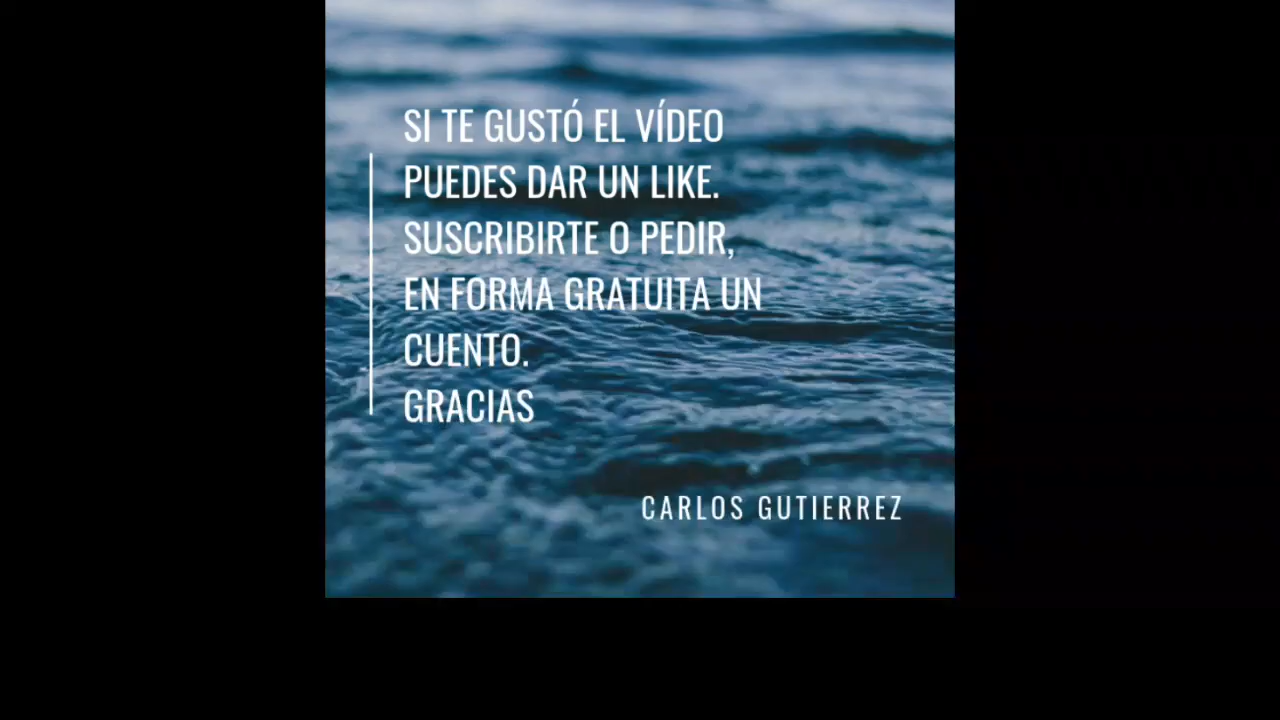 SI TE GUSTÓ EL VÍDEO
PUEDES DAR UN LIKE.
SUSCRIBIRTE O PEDIR,
EN FORMA GRATUITA UN
CUENTO.
GRACIAS
CARLOS GUTIERREZ